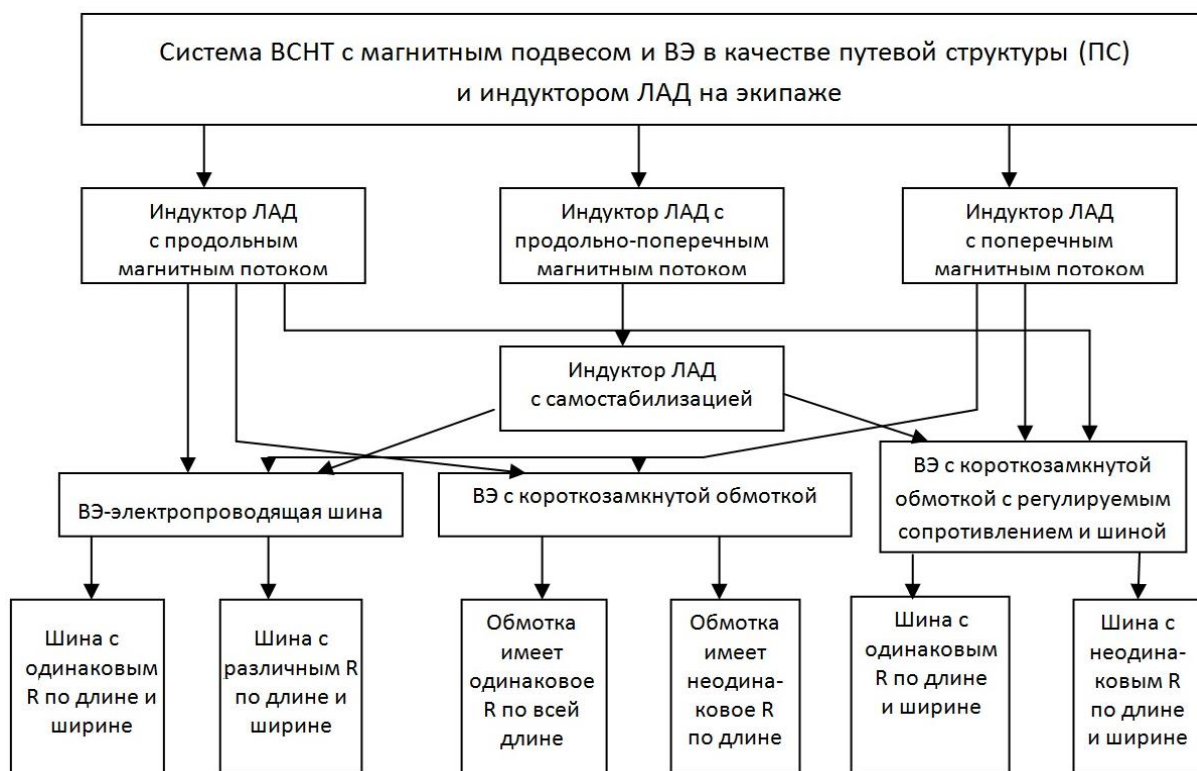 Система ВСНТ с магнитным подвесом и ВЭ в качестве путевой структуры (ПС)
и индуктором ЛАД на экипаже
Индуктор ЛАД
с продольным
магнитным потоком
Индуктор ЛАД с
продольно-поперечным
магнитным потоком
Индуктор ЛАД
с поперечным
магнитным потоком
Индуктор ЛАД
с самостабилизацией
ВЭ-электропроводящая шина
ВЭ с короткозамкнутой обмоткой
ВЭ с короткозамкнутой
обмоткой с регулируемым
сопротивлением и шиной
Шина с
одинаковым
R по длине и
ширине
Шина с
различным R
по длине и
ширине
Обмотка
имеет
одинаковое
R по всей
длине
Обмотка
имеет
неодина-
ковое R
по длине
Шина с
одинаковым
R по длине
и ширине
Шина с
неодина-
ковым R
по длине
и ширине